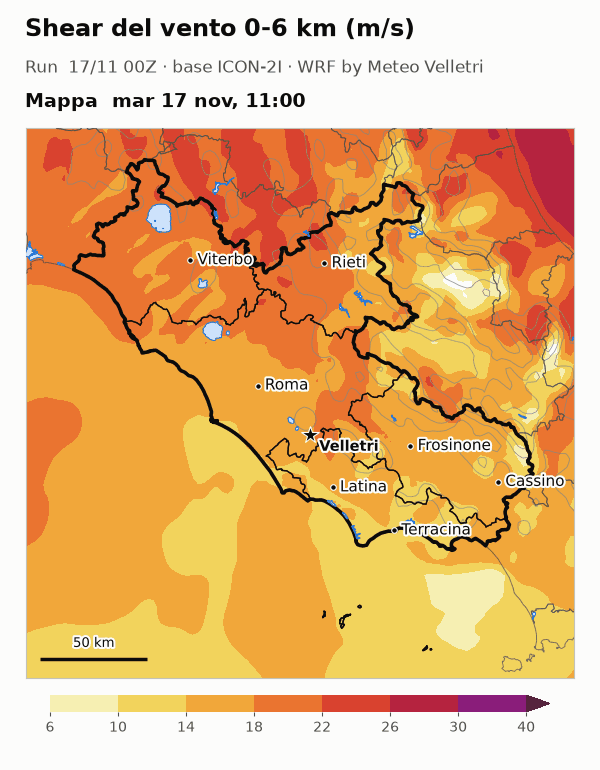 Shear del vento 0-6 km (m/s)
Run  17/11 00Z · base ICON-2I · WRF by Meteo Velletri
Mappa  mar 17 nov, 11:00
Viterbo
Rieti
Roma
Velletri
Frosinone
Cassino
Latina
Terracina
50 km
6 10 14 18 22 26 30 40